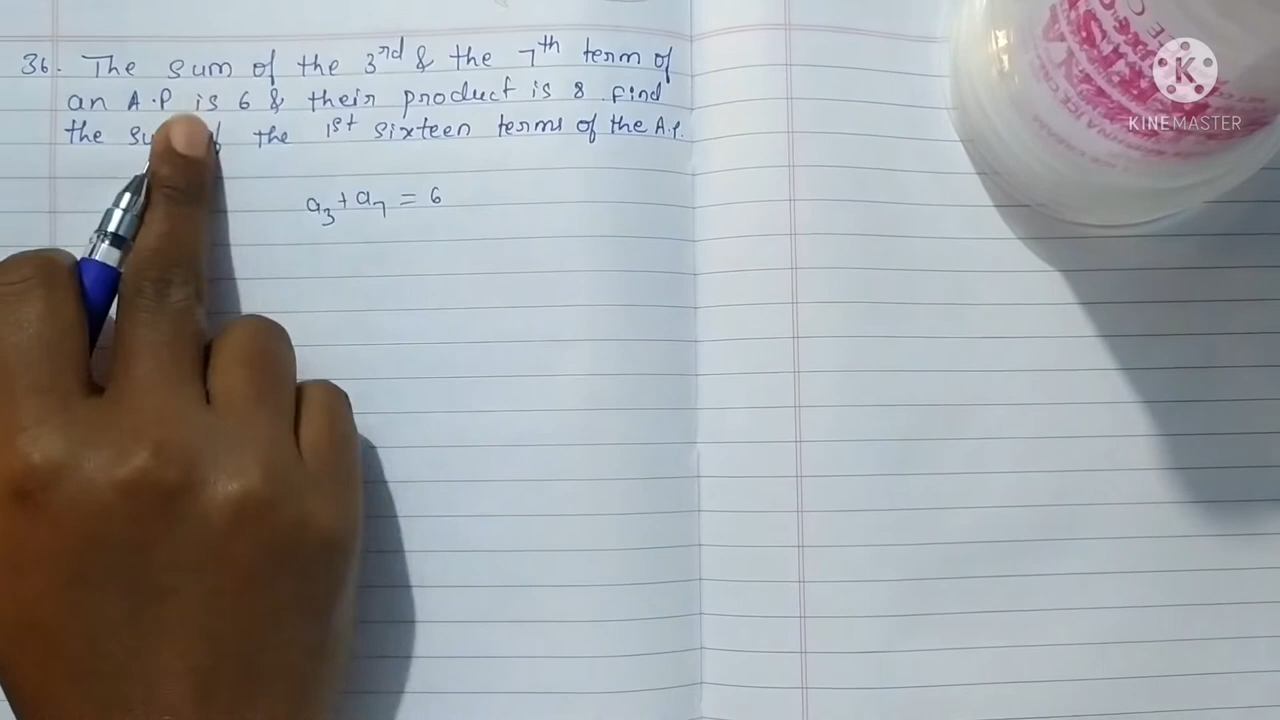 36. The sum of the 3rd & the 7th term of
an A.P is 6 & their product is 8 find
the of the 1st sixteen terms of the A.P.
a3 + a7 = 6
KINEMASTER